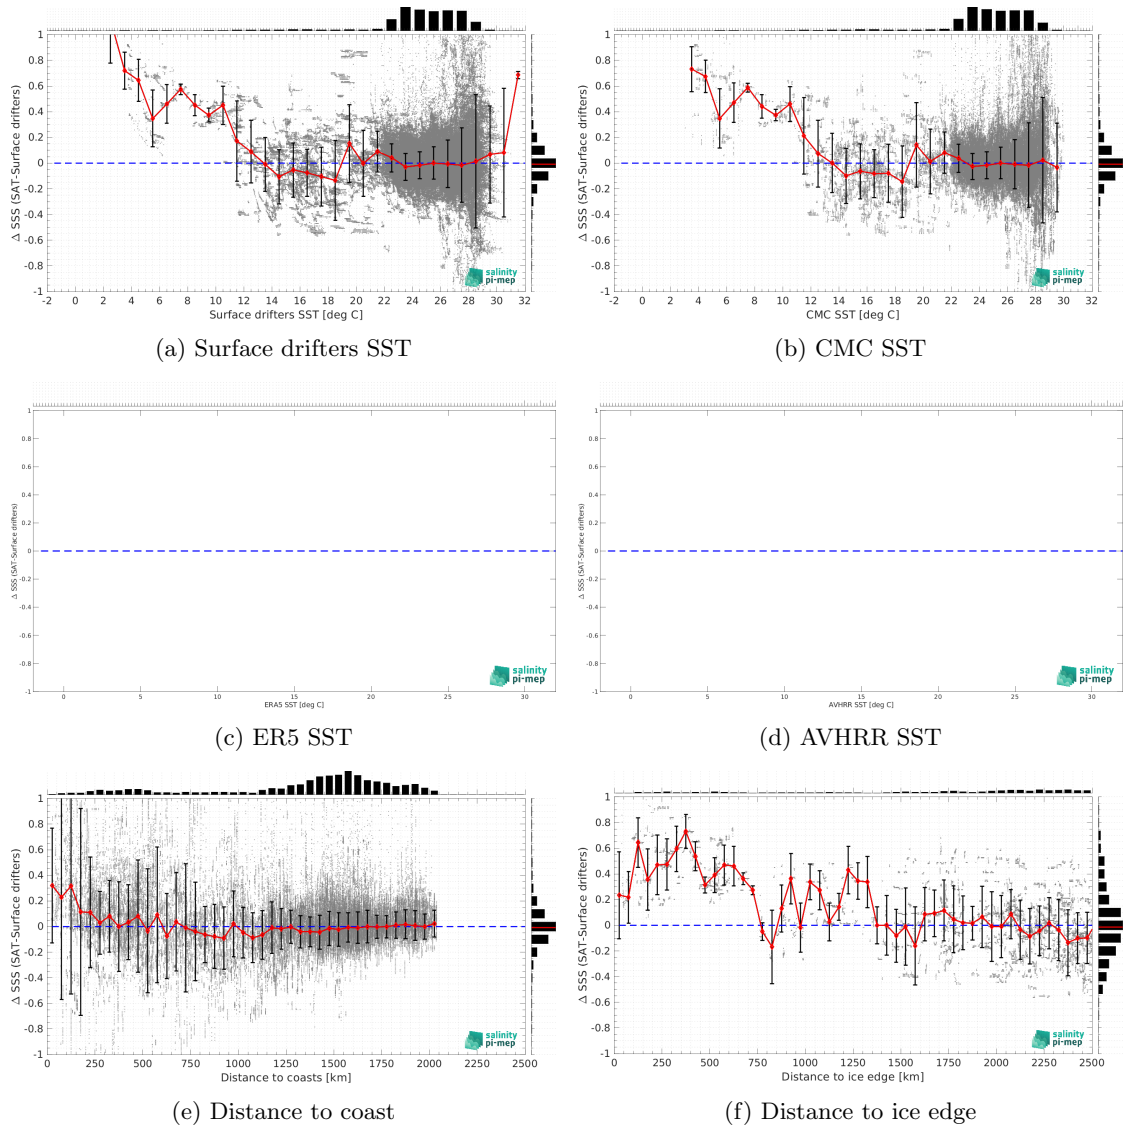 1
0.8
0.6
0.4
0.2
0
-0.2
-0.4
-0.6
-0.8
-1
Δ SSS (SAT-Surface drifters)
-2 0 2 4 6 8 10 12 14 16 18 20 22 24 26 28 30 32
Surface drifters SST [deg C]
salinity
pi-mep
(a) Surface drifters SST
1
0.8
0.6
0.4
0.2
0
-0.2
-0.4
-0.6
-0.8
-1
Δ SSS (SAT-Surface drifters)
-2 0 2 4 6 8 10 12 14 16 18 20 22 24 26 28 30 32
CMC SST [deg C]
salinity
pi-mep
(b) CMC SST
1
0.8
0.6
0.4
0.2
0
-0.2
-0.4
-0.6
-0.8
-1
Δ SSS (SAT-Surface drifters)
0 5 10 15 20 25 30
ERA5 SST [deg C]
salinity
pi-mep
(c) ER5 SST
1
0.8
0.6
0.4
0.2
0
-0.2
-0.4
-0.6
-0.8
-1
Δ SSS (SAT-Surface drifters)
0 5 10 15 20 25 30
AVHRR SST [deg C]
salinity
pi-mep
(d) AVHRR SST
1
0.8
0.6
0.4
0.2
0
-0.2
-0.4
-0.6
-0.8
-1
Δ SSS (SAT-Surface drifters)
0 250 500 750 1000 1250 1500 1750 2000 2250 2500
Distance to coasts [km]
salinity
pi-mep
(e) Distance to coast
1
0.8
0.6
0.4
0.2
0
-0.2
-0.4
-0.6
-0.8
-1
Δ SSS (SAT-Surface drifters)
0 250 500 750 1000 1250 1500 1750 2000 2250 2500
Distance to ice edge [km]
salinity
pi-mep
(f) Distance to ice edge